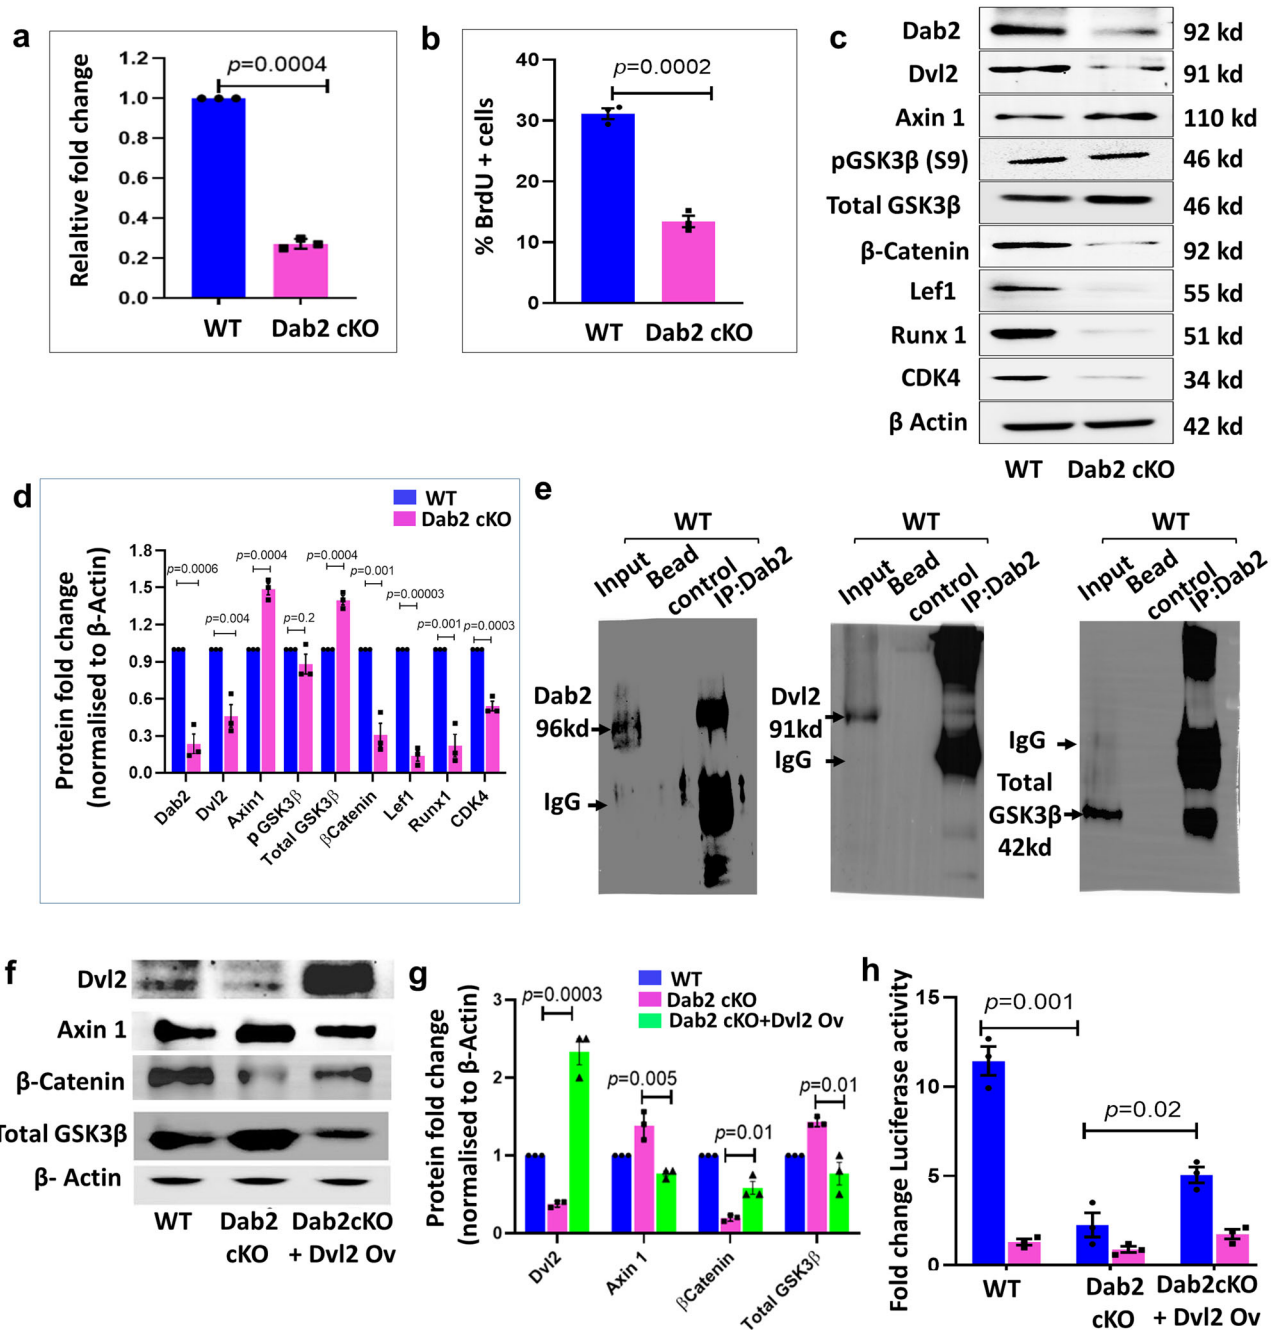 a
Relaltive fold change
1.2
1.0
0.8
0.6
0.4
0.2
0.0
p=0.0004
WT Dab2 cKO
b
% BrdU + cells
40
30
20
10
0
p=0.0002
WT Dab2 cKO
c
Dab2 92 kd
Dvl2 91 kd
Axin 1 110 kd
pGSK3β (S9) 46 kd
Total GSK3β 46 kd
β-Catenin 92 kd
Lef1 55 kd
Runx 1 51 kd
CDK4 34 kd
β Actin 42 kd
WT Dab2 cKO
d
WT
Dab2 cKO
Protein fold change
(normalised to β-Actin)
1.8
1.5
1.2
0.9
0.6
0.3
0.0
p=0.0006
p=0.004
p=0.0004
p=0.2
p=0.0004
p=0.001
p=0.00003
p=0.001
p=0.0003
Dab2
Dvl2
Axin1
p GSK3β
Total GSK3β
βCatenin
Lef1
Runx1
CDK4
e
WT
Input
Bead
control
IP:Dab2
Dab2
96kd
IgG
WT
Input
Bead
control
IP:Dab2
Dvl2
91kd
IgG
WT
Input
Bead
control
IP:Dab2
IgG
Total
GSK3β
42kd
f
Dvl2
Axin 1
β-Catenin
Total GSK3β
β- Actin
WT Dab2 Dab2cKO
cKO + Dvl2 Ov
g
WT
Dab2 cKO
Dab2 cKO+Dvl2 Ov
Protein fold change
(normalised to β-Actin)
3
2
1
0
p=0.0003
p=0.005
p=0.01
p=0.01
Dvl2
Axin 1
βCatenin
Total GSK3β
h
Fold change Luciferase activity
15
10
5
0
p=0.001
p=0.02
WT Dab2 Dab2cKO
cKO + Dvl2 Ov